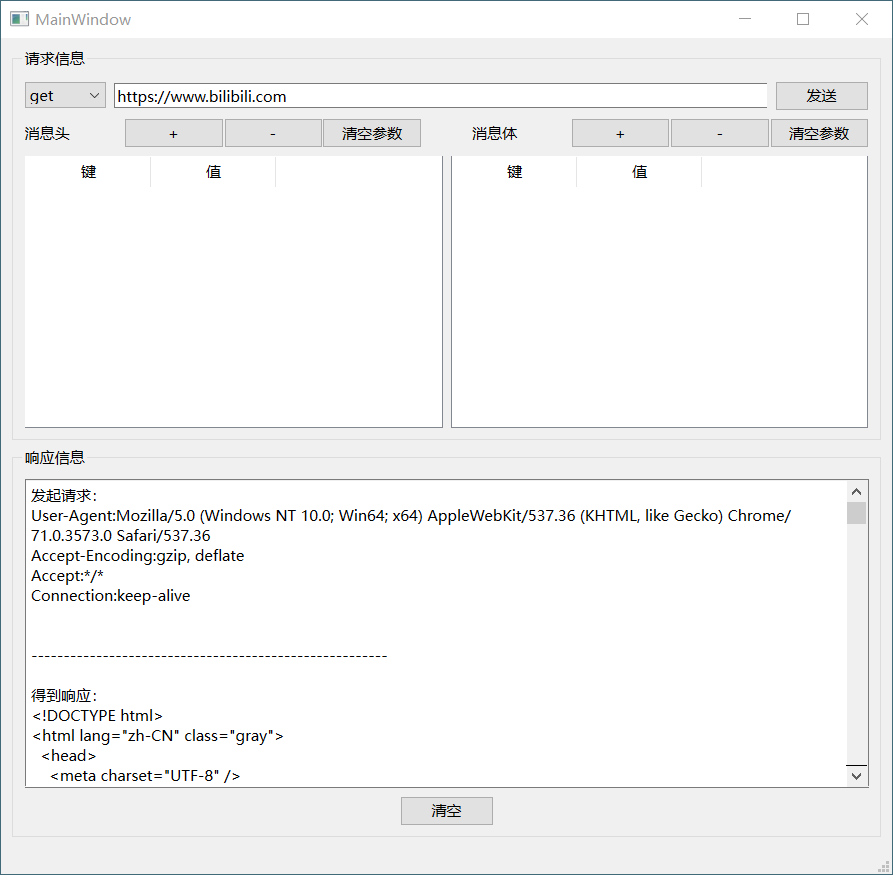 MainWindow
请求信息
get
https://www.bilibili.com
发送
消息头
+
-
清空参数
消息体
+
-
清空参数
键
值
键
值
响应信息
发起请求：
User-Agent:Mozilla/5.0 (Windows NT 10.0; Win64; x64) AppleWebKit/537.36 (KHTML, like Gecko) Chrome/
71.0.3573.0 Safari/537.36
Accept-Encoding:gzip, deflate
Accept:*/*
Connection:keep-alive
-------------------------------------------------------
得到响应：
<!DOCTYPE html>
<html lang="zh-CN" class="gray">
<head>
<meta charset="UTF-8" />
清空